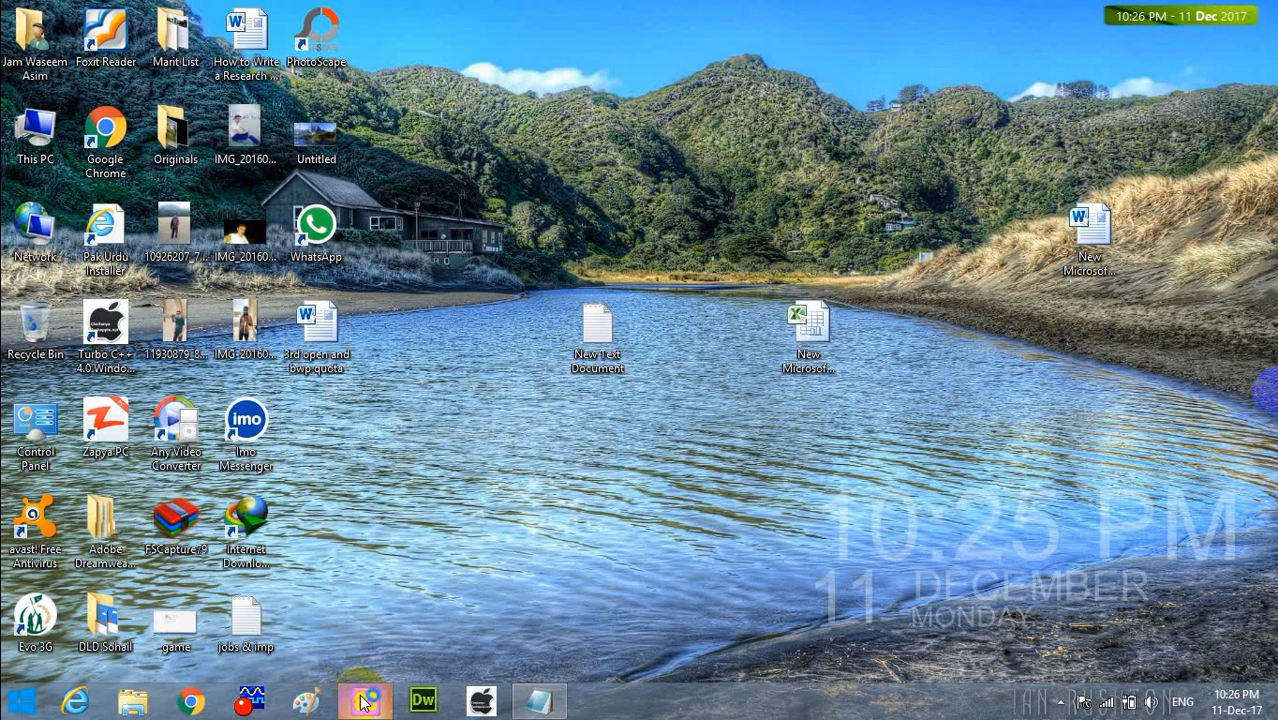 10:26 PM - 11 Dec 2017
Jam Waseem
Asim
Foxit Reader
Marit List
How to Write
a Research ...
PhotoScape
This PC
Google
Chrome
Originals
IMG_20160...
Untitled
Network
Pak Urdu
Installer
10926207_7...
IMG_20160...
WhatsApp
New
Microsof...
Recycle Bin
Turbo C++
4.0 Windo...
11930879_8...
IMG-20160...
3rd open and
bwp quota
New Text
Document
New
Microsof...
Control
Panel
Zapya PC
Any Video
Converter
imo
Imo
Messenger
avast! Free
Antivirus
Adobe
Dreamwea...
FSCapture79
Internet
Downlo...
10 25 PM
11 DECEMBER
MONDAY
Evo 3G
DLD Sohail
game
jobs & imp
Dw
ENG
10:26 PM
11-Dec-17